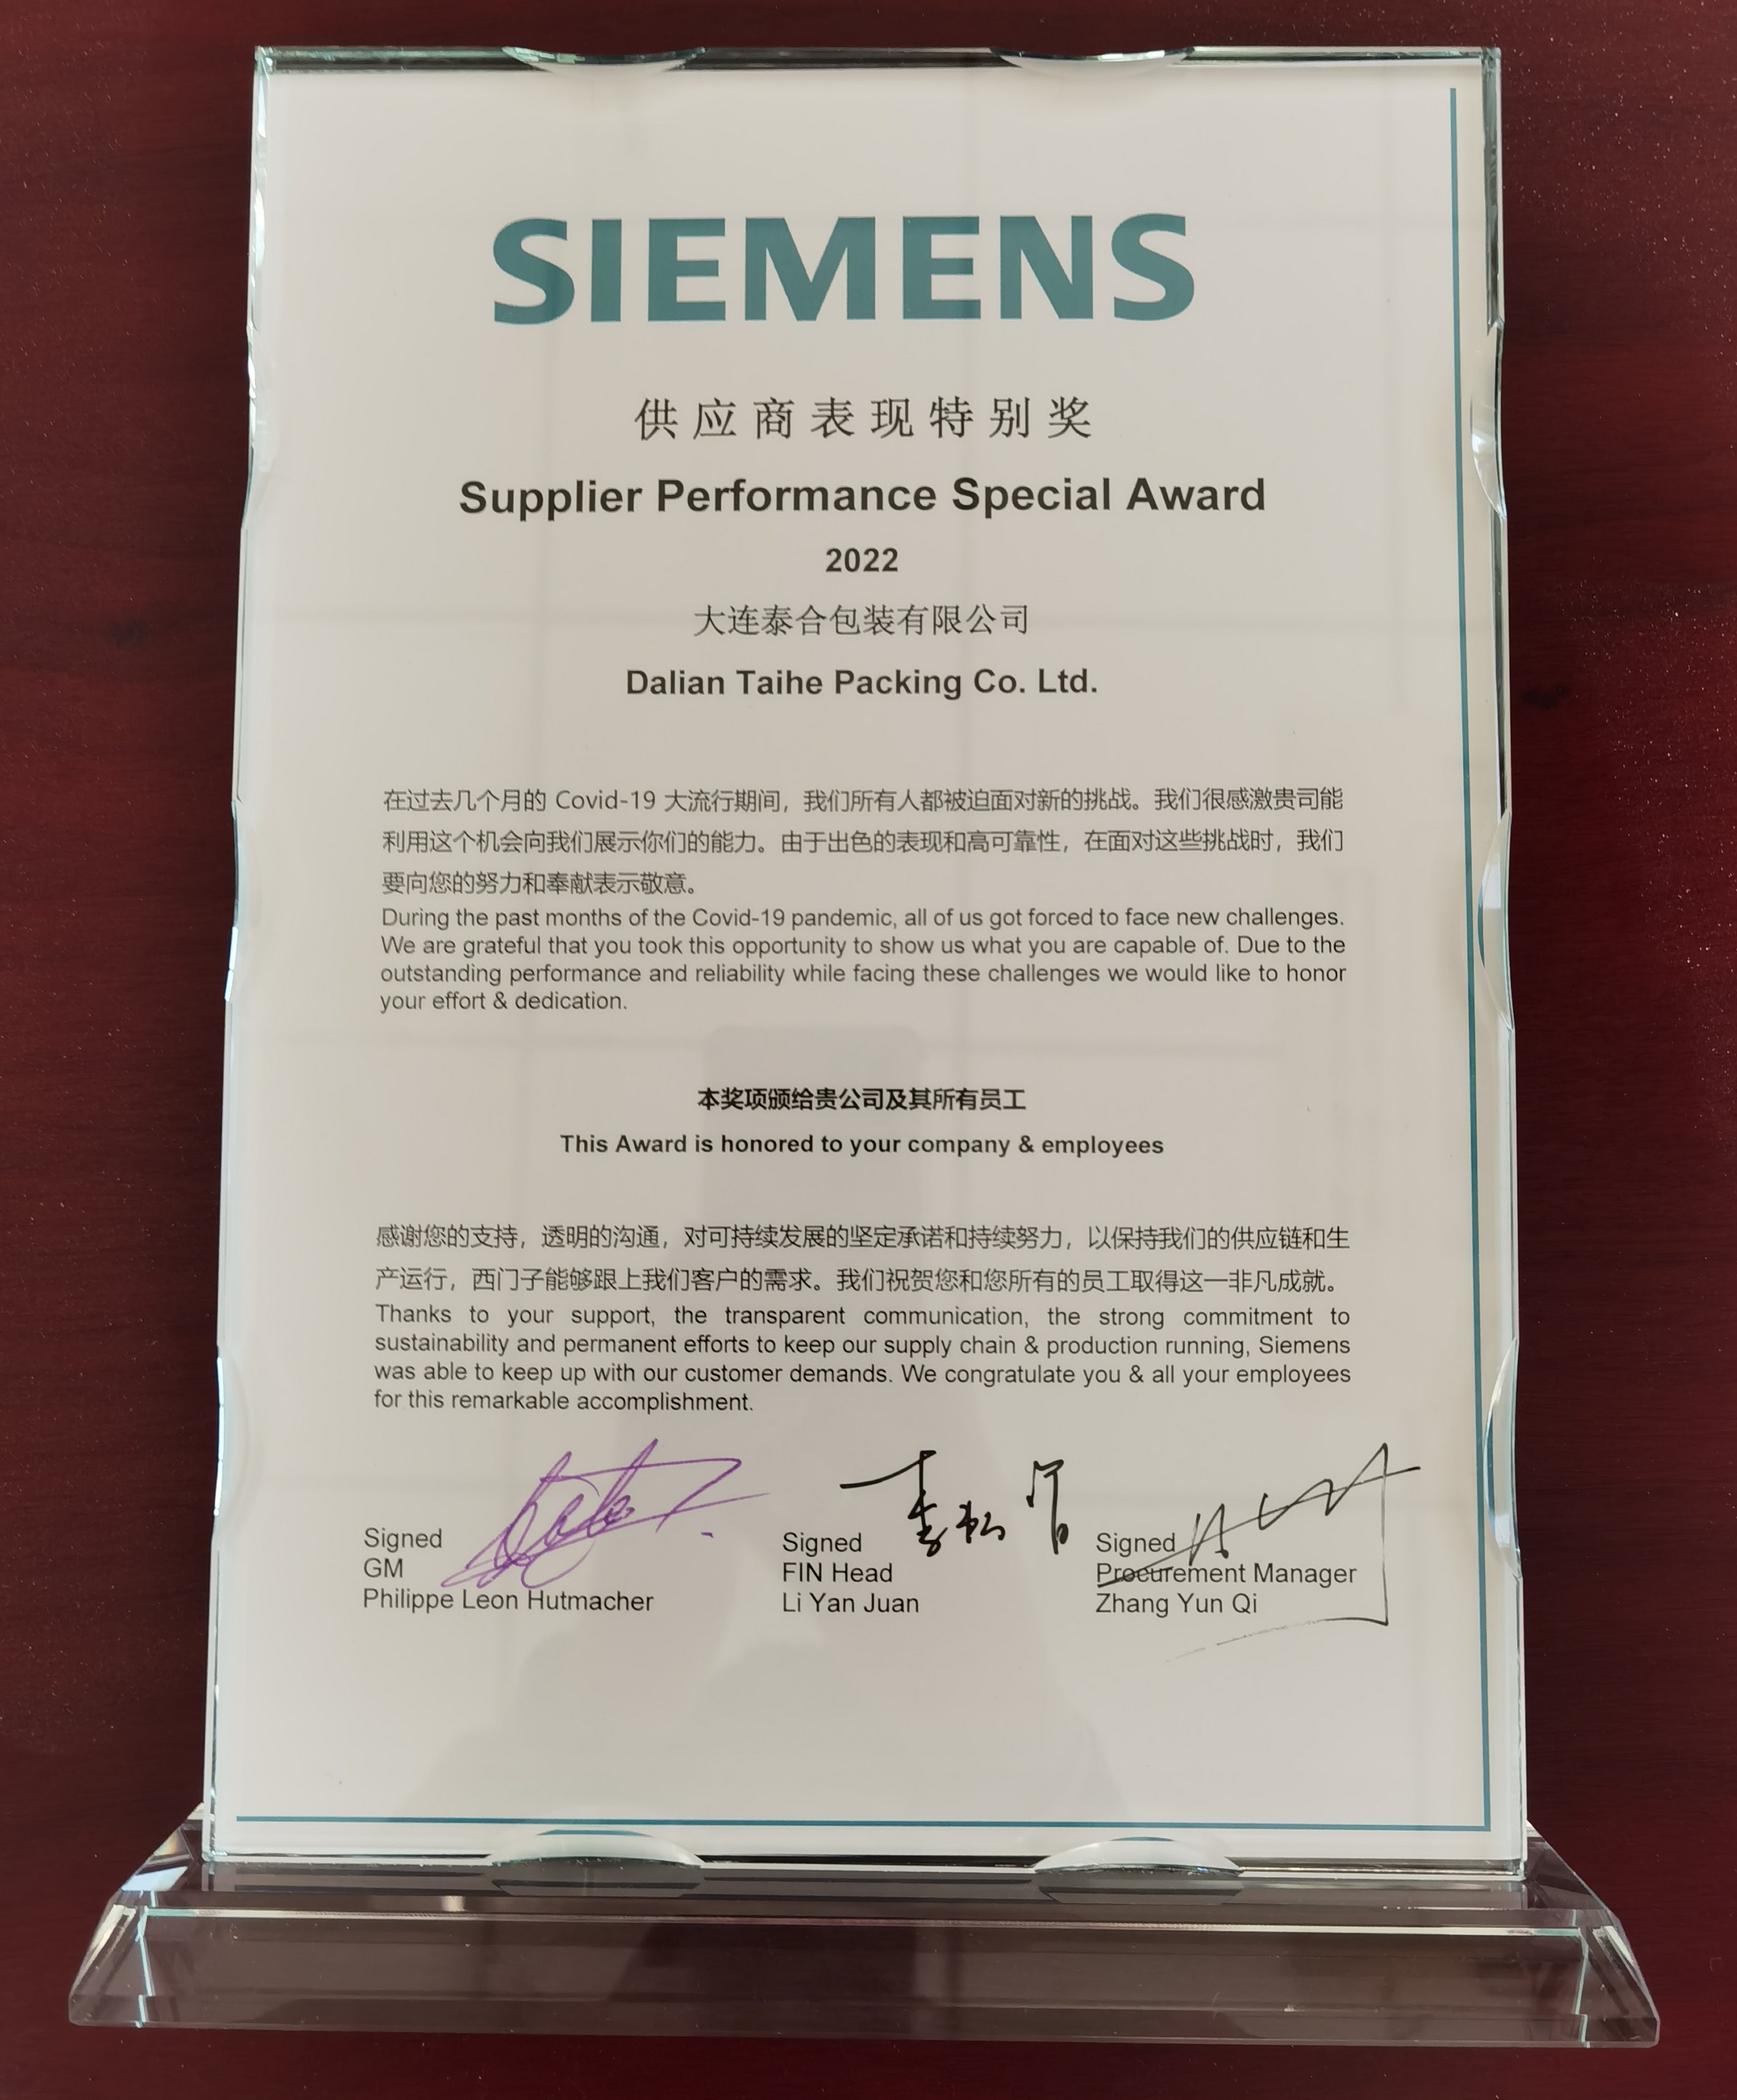 SIEMENS
供应商表现特别奖
Supplier Performance Special Award
2022
大连泰合包装有限公司
Dalian Taihe Packing Co. Ltd.
在过去几个月的 Covid-19 大流行期间，我们所有人都被迫面对新的挑战。我们很感激贵司能
利用这个机会向我们展示你们的能力。由于出色的表现和高可靠性，在面对这些挑战时，我们
要向您的努力和奉献表示敬意。
During the past months of the Covid-19 pandemic, all of us got forced to face new challenges.
We are grateful that you took this opportunity to show us what you are capable of. Due to the
outstanding performance and reliability while facing these challenges we would like to honor
your effort & dedication.
本奖项颁给贵公司及其所有员工
This Award is honored to your company & employees
感谢您的支持，透明的沟通，对可持续发展的坚定承诺和持续努力，以保持我们的供应链和生
产运行，西门子能够跟上我们客户的需求。我们祝贺您和您所有的员工取得这一非凡成就。
Thanks to your support, the transparent communication, the strong commitment to
sustainability and permanent efforts to keep our supply chain & production running, Siemens
was able to keep up with our customer demands. We congratulate you & all your employees
for this remarkable accomplishment.
Signed
GM
Philippe Leon Hutmacher
Signed
FIN Head
Li Yan Juan
Signed
Procurement Manager
Zhang Yun Qi